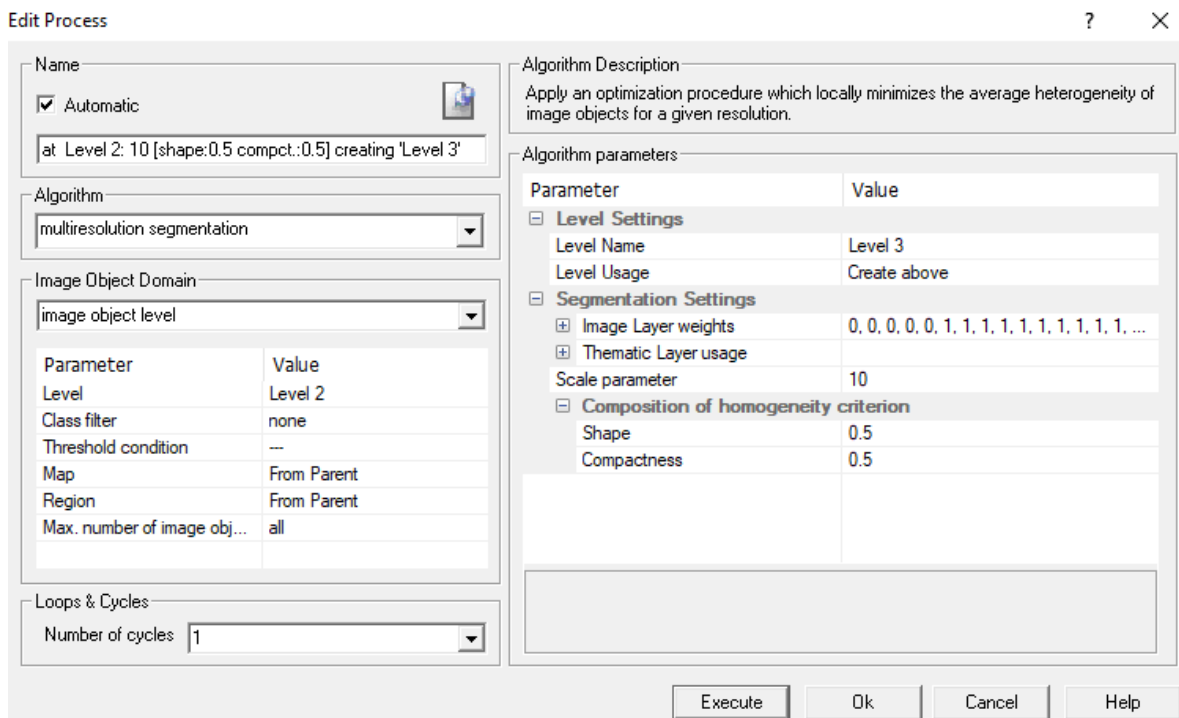 Edit Process
?
Name
Automatic
at Level 2: 10 [shape:0.5 compct.:0.5] creating 'Level 3'
Algorithm
multiresolution segmentation
Image Object Domain
image object level
Parameter Value
Level Level 2
Class filter none
Threshold condition ---
Map From Parent
Region From Parent
Max. number of image obj... all
Loops & Cycles
Number of cycles 1
Algorithm Description
Apply an optimization procedure which locally minimizes the average heterogeneity of
image objects for a given resolution.
Algorithm parameters
Parameter Value
Level Settings
Level Name Level 3
Level Usage Create above
Segmentation Settings
Image Layer weights 0, 0, 0, 0, 0, 1, 1, 1, 1, 1, 1, 1, 1, 1, 1, ...
Thematic Layer usage
Scale parameter 10
Composition of homogeneity criterion
Shape 0.5
Compactness 0.5
Execute Ok Cancel Help